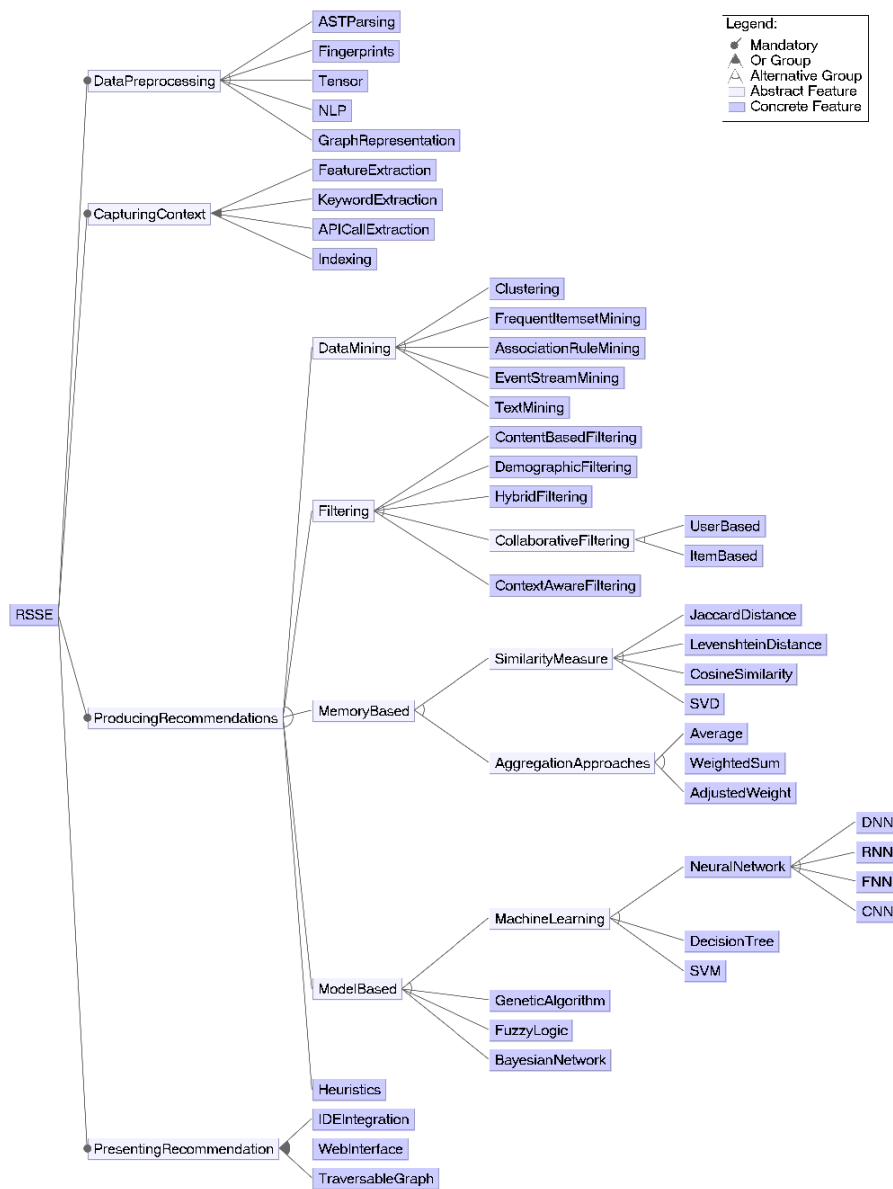 Legend:
Mandatory
Or Group
Alternative Group
Abstract Feature
Concrete Feature
RSSE
DataPreprocessing
ASTParsing
Fingerprints
Tensor
NLP
GraphRepresentation
CapturingContext
FeatureExtraction
KeywordExtraction
APICallExtraction
Indexing
ProducingRecommendations
DataMining
Clustering
FrequentItemsetMining
AssociationRuleMining
EventStreamMining
TextMining
Filtering
ContentBasedFiltering
DemographicFiltering
HybridFiltering
CollaborativeFiltering
UserBased
ItemBased
ContextAwareFiltering
MemoryBased
SimilarityMeasure
JaccardDistance
LevenshteinDistance
CosineSimilarity
SVD
AggregationApproaches
Average
WeightedSum
AdjustedWeight
ModelBased
MachineLearning
NeuralNetwork
DNN
RNN
FNN
CNN
DecisionTree
SVM
GeneticAlgorithm
FuzzyLogic
BayesianNetwork
Heuristics
PresentingRecommendation
IDEIntegration
WebInterface
TraversableGraph